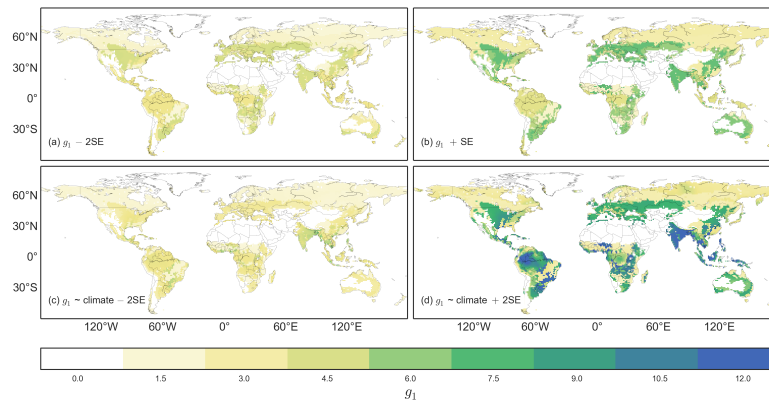 60°N
30°N
0°
30°S
(a) g₁ − 2SE
(b) g₁ + SE
60°N
30°N
0°
30°S
(c) g₁ ~ climate − 2SE
(d) g₁ ~ climate + 2SE
120°W 60°W 0° 60°E 120°E 120°W 60°W 0° 60°E 120°E
0.0 1.5 3.0 4.5 6.0 7.5 9.0 10.5 12.0
g₁